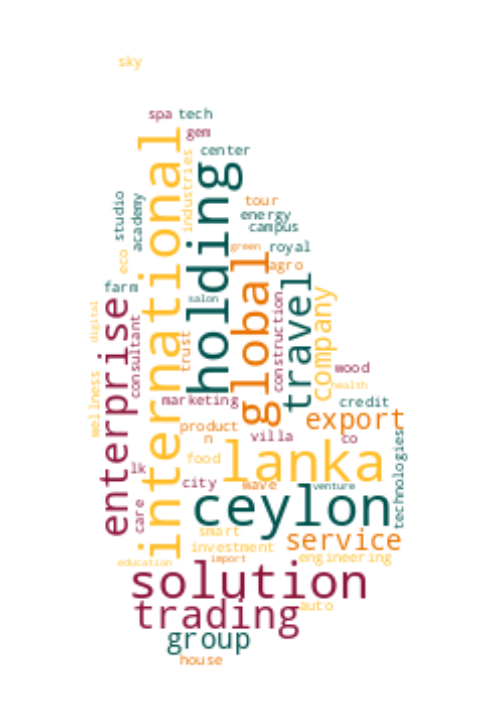 sky
spa tech
gem
center
international
holding
industries
studio
academy
tour
energy
campus
green royal
eco
agro
farm
salon
global
travel
company
digital
enterprise
consultant
trust
construction
wood
health
wellness
marketing
credit
export
product
n
villa
co
technologies
food
lanka
lk
city
wave
venture
care
ceylon
smart
service
investment
import
engineering
education
solution
trading
auto
group
house